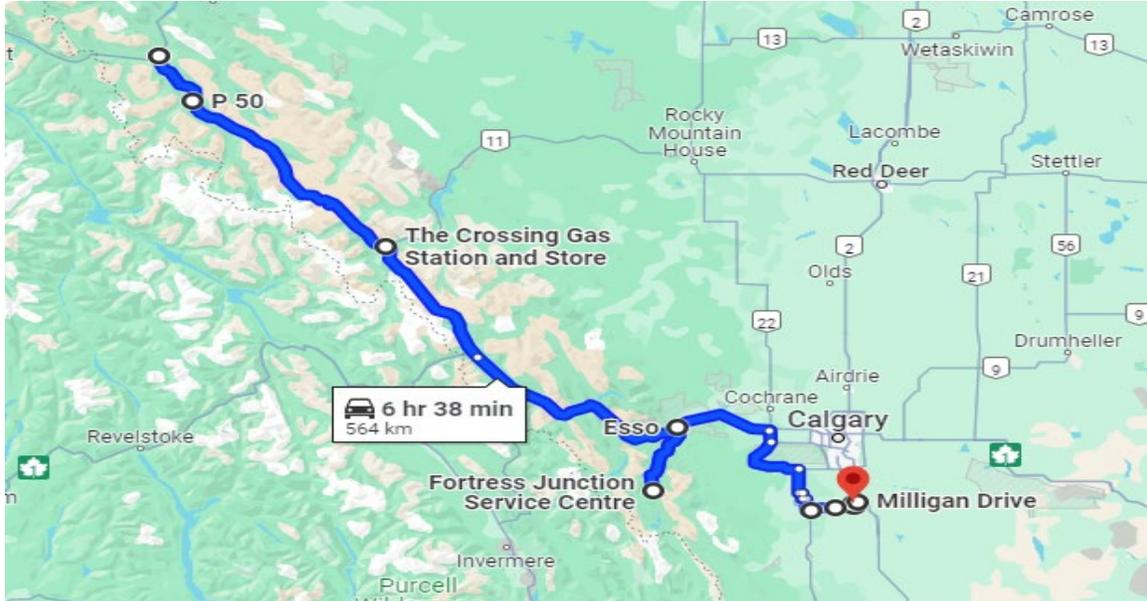 Camrose
2
13
Wetaskiwin
13
t
P 50
Rocky
Mountain
House
11
Lacombe
Red Deer
Stettler
The Crossing Gas
Station and Store
2
56
Olds
21
22
9
Drumheller
9
Airdrie
6 hr 38 min
564 km
Cochrane
Calgary
Esso
Revelstoke
1
1
m
Fortress Junction
Service Centre
Milligan Drive
Invermere
Purcell